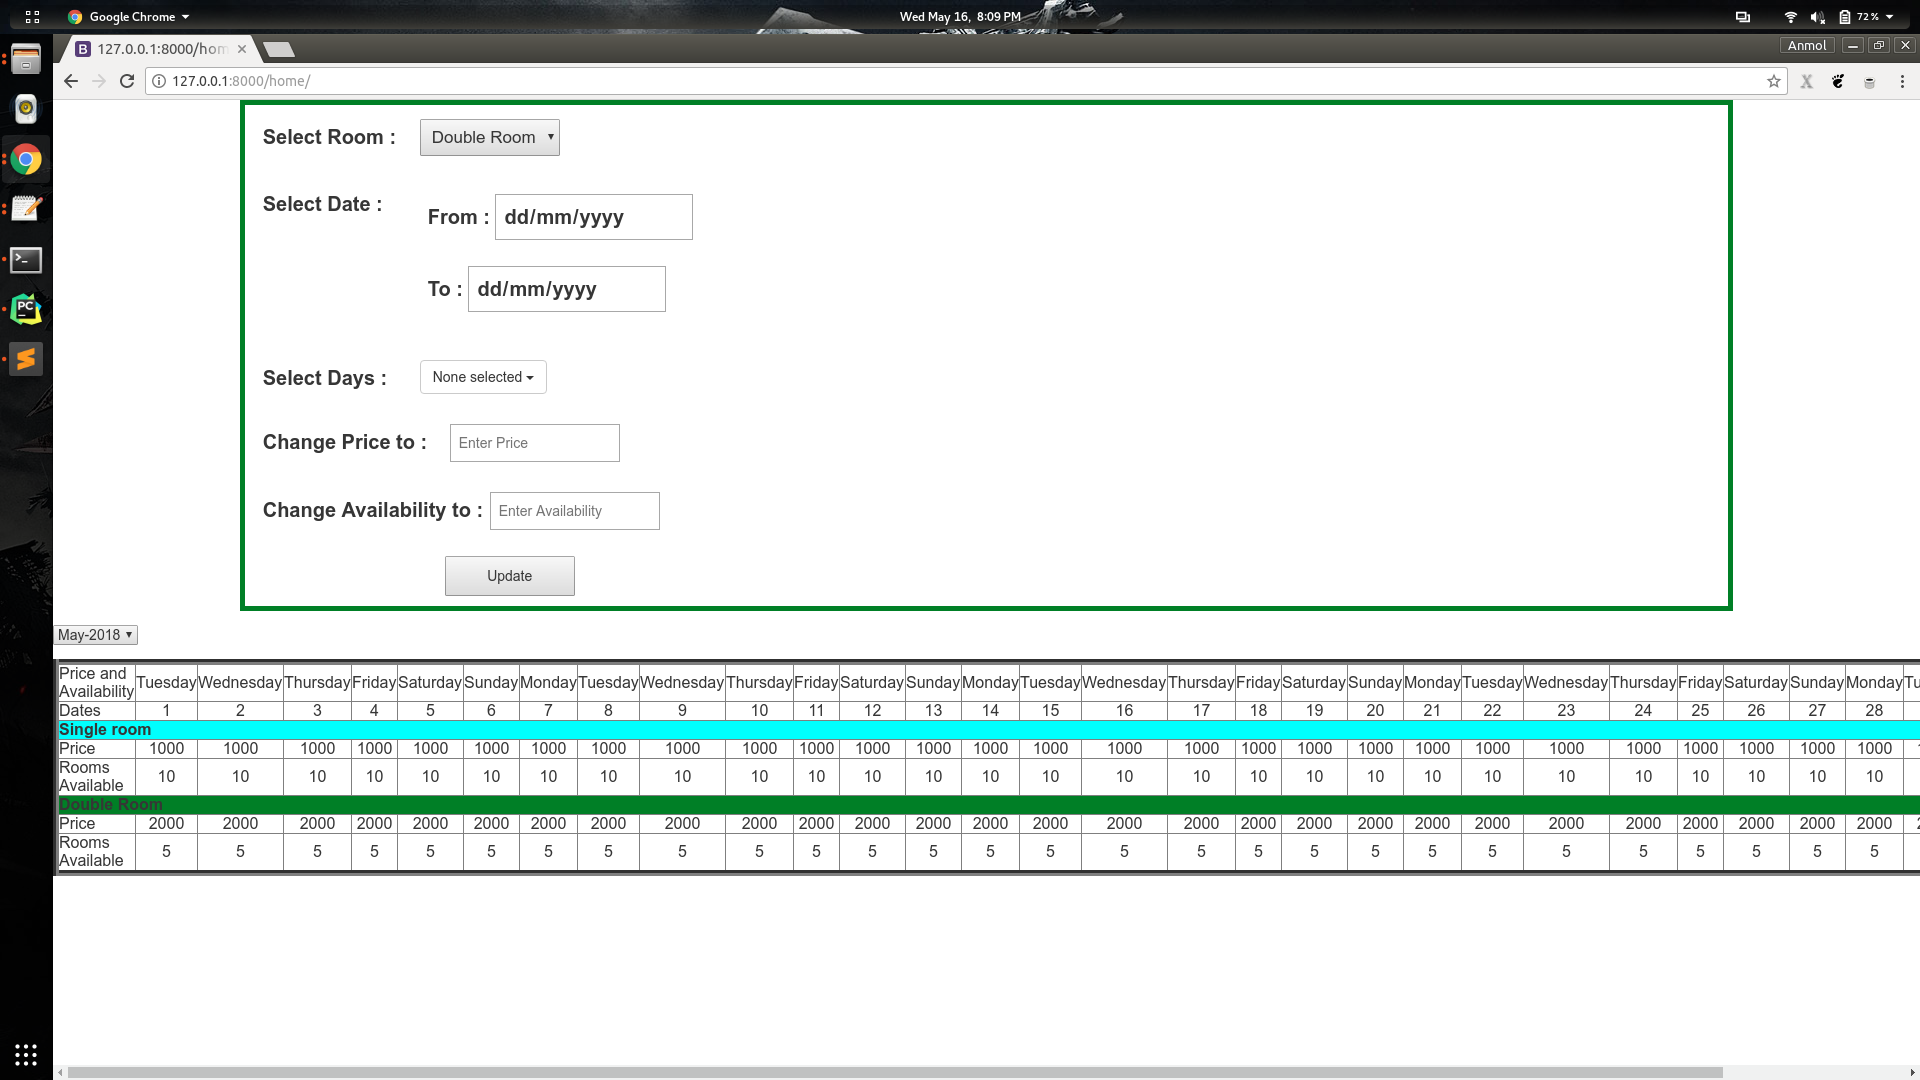 Google Chrome
Wed May 16, 8:09 PM
72 %
B 127.0.0.1:8000/hom
Anmol
127.0.0.1:8000/home/
X
Select Room : Double Room
Select Date : From : dd/mm/yyyy
To : dd/mm/yyyy
Select Days : None selected
Change Price to : Enter Price
Change Availability to : Enter Availability
Update
PC
May-2018
Price and Availability Tuesday Wednesday Thursday Friday Saturday Sunday Monday Tuesday Wednesday Thursday Friday Saturday Sunday Monday Tuesday Wednesday Thursday Friday Saturday Sunday Monday Tuesday Wednesday Thursday Friday Saturday Sunday Monday Tu
Dates 1 2 3 4 5 6 7 8 9 10 11 12 13 14 15 16 17 18 19 20 21 22 23 24 25 26 27 28
Single room
Price 1000 1000 1000 1000 1000 1000 1000 1000 1000 1000 1000 1000 1000 1000 1000 1000 1000 1000 1000 1000 1000 1000 1000 1000 1000 1000 1000 1000
Rooms Available 10 10 10 10 10 10 10 10 10 10 10 10 10 10 10 10 10 10 10 10 10 10 10 10 10 10 10 10
Double Room
Price 2000 2000 2000 2000 2000 2000 2000 2000 2000 2000 2000 2000 2000 2000 2000 2000 2000 2000 2000 2000 2000 2000 2000 2000 2000 2000 2000 2000
Rooms Available 5 5 5 5 5 5 5 5 5 5 5 5 5 5 5 5 5 5 5 5 5 5 5 5 5 5 5 5